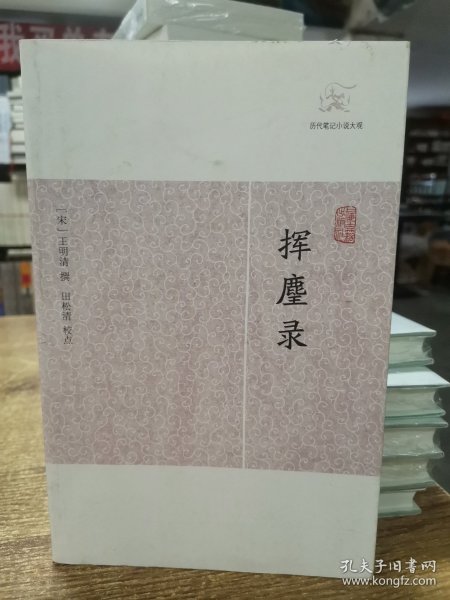 历代笔记小说大观
挥麈录
［宋］王明清 撰
田松清 校点
孔夫子旧书网
www.kongfz.com